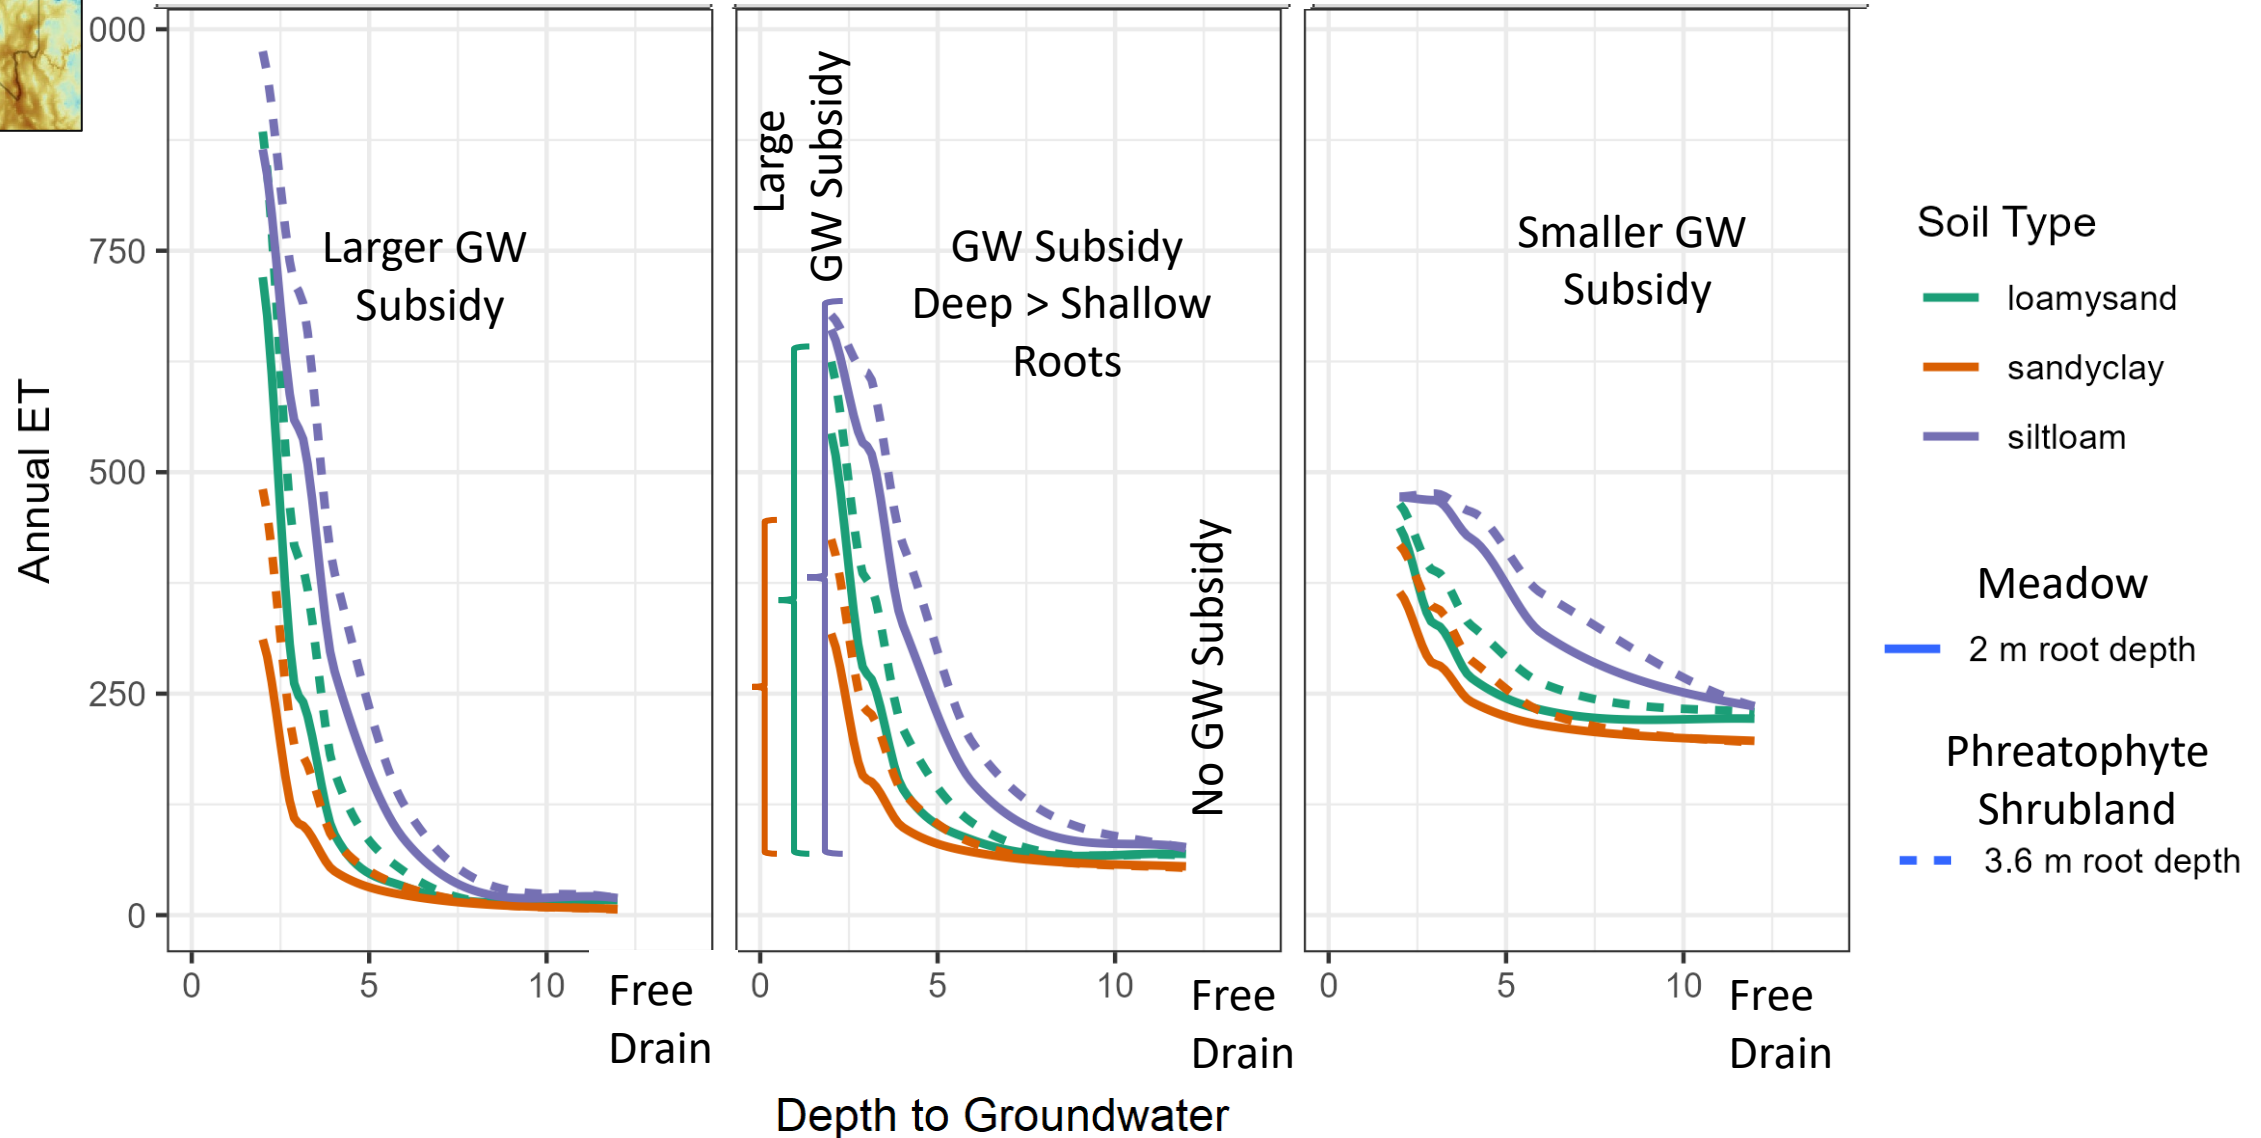 Annual ET
000
750
500
250
0
Larger GW
Subsidy
0
5
10
Free
Drain
Large
GW Subsidy
GW Subsidy
Deep > Shallow
Roots
No GW Subsidy
0
5
10
Free
Drain
Smaller GW
Subsidy
0
5
10
Free
Drain
Depth to Groundwater
Soil Type
loamysand
sandyclay
siltloam
Meadow
2 m root depth
Phreatophyte
Shrubland
3.6 m root depth